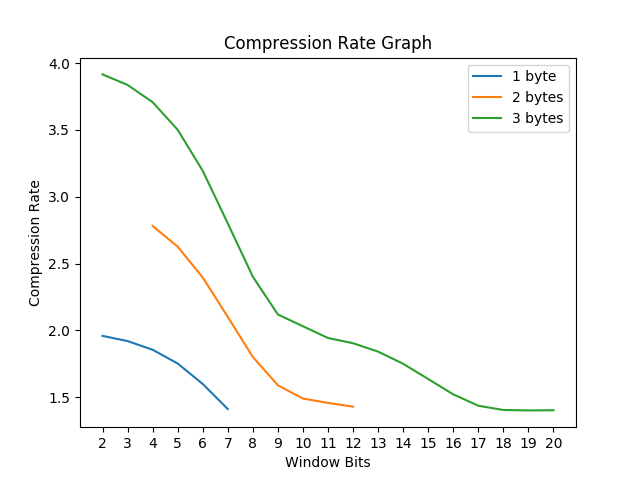 Compression Rate Graph
4.0
3.5
3.0
2.5
2.0
1.5
Compression Rate
1 byte
2 bytes
3 bytes
2 3 4 5 6 7 8 9 10 11 12 13 14 15 16 17 18 19 20
Window Bits